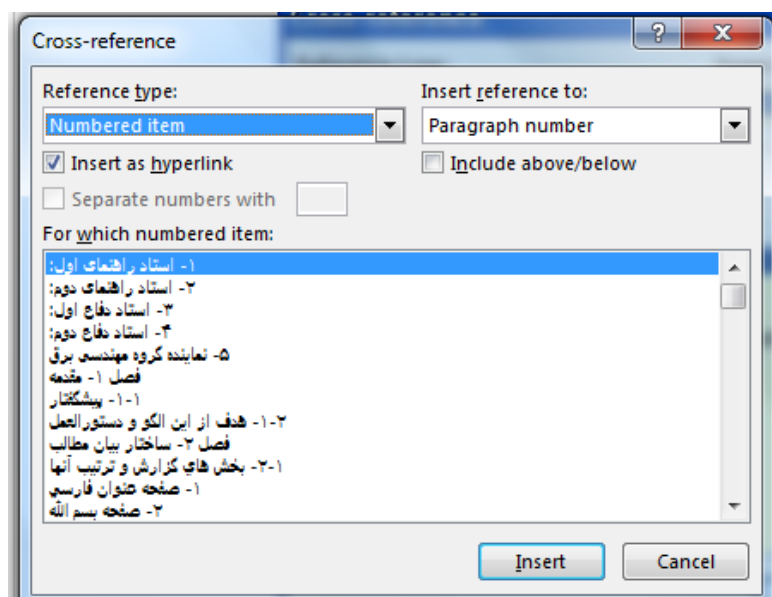 Cross-reference
Reference type:
Insert reference to:
Numbered item
Paragraph number
Insert as hyperlink
Include above/below
Separate numbers with
For which numbered item:
۱- استاد راهنمای اول:
۲- استاد راهنمای دوم:
۳- استاد دفاع اول:
۴- استاد دفاع دوم:
۵- نماینده گروه مهندسی برق
فصل ۱- مقدمه
۱-۱- پیشگفتار
۱-۲- هدف از این الگو و دستورالعمل
فصل ۲- ساختار بیان مطالب
۲-۱- بخش هاي گزارش و ترتیب آنها
۱- صفحه عنوان فارسي
۲- صفحه بسم الله
Insert
Cancel